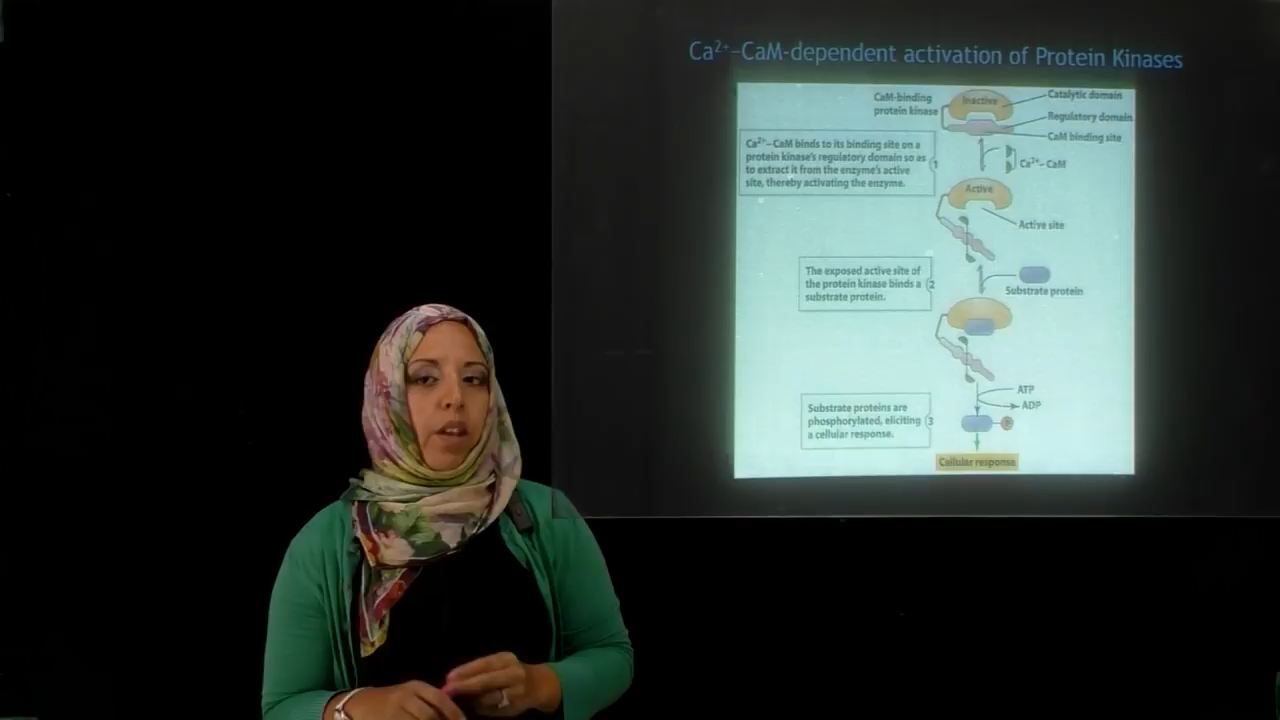 Ca²⁺–CaM-dependent activation of Protein Kinases
CaM-binding
protein kinase
Inactive
Catalytic domain
Regulatory domain
CaM binding site
Ca²⁺–CaM binds to its binding site on a
protein kinase's regulatory domain so as
to extract it from the enzyme's active
site, thereby activating the enzyme.
1
Ca²⁺–CaM
Active
Active site
The exposed active site of
the protein kinase binds a
substrate protein.
2
Substrate protein
ATP
ADP
Substrate proteins are
phosphorylated, eliciting
a cellular response.
3
P
Cellular response